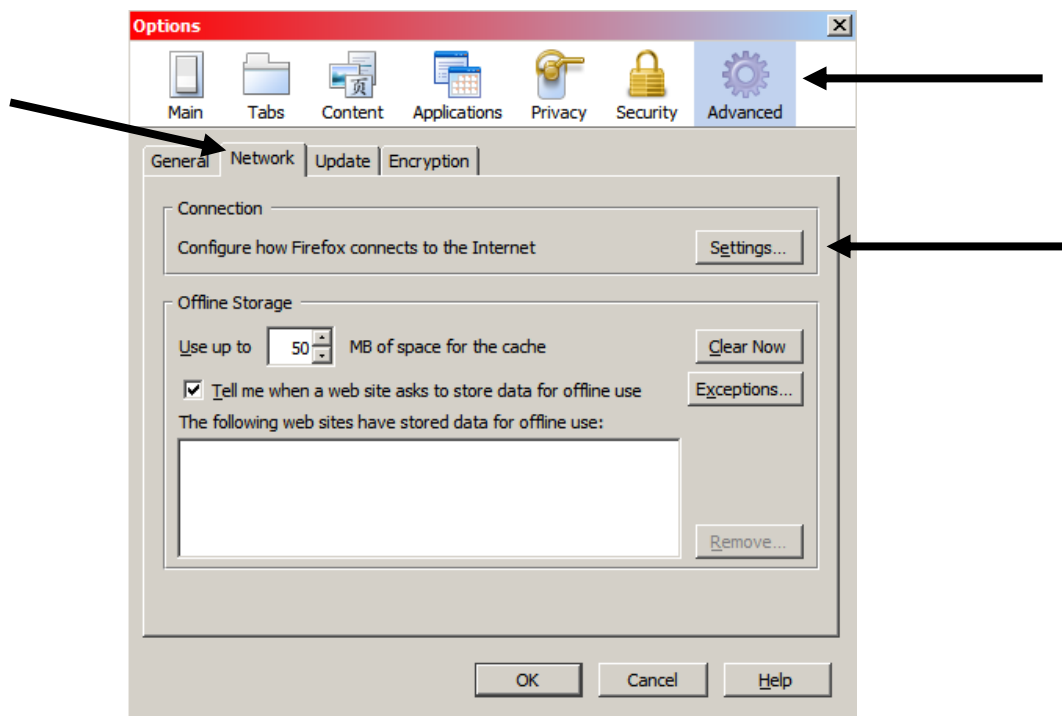 Options
页
Main Tabs Content Applications Privacy Security Advanced
General Network Update Encryption
Connection
Configure how Firefox connects to the Internet Settings...
Offline Storage
Use up to 50 MB of space for the cache Clear Now
Tell me when a web site asks to store data for offline use Exceptions...
The following web sites have stored data for offline use:
Remove...
OK Cancel Help